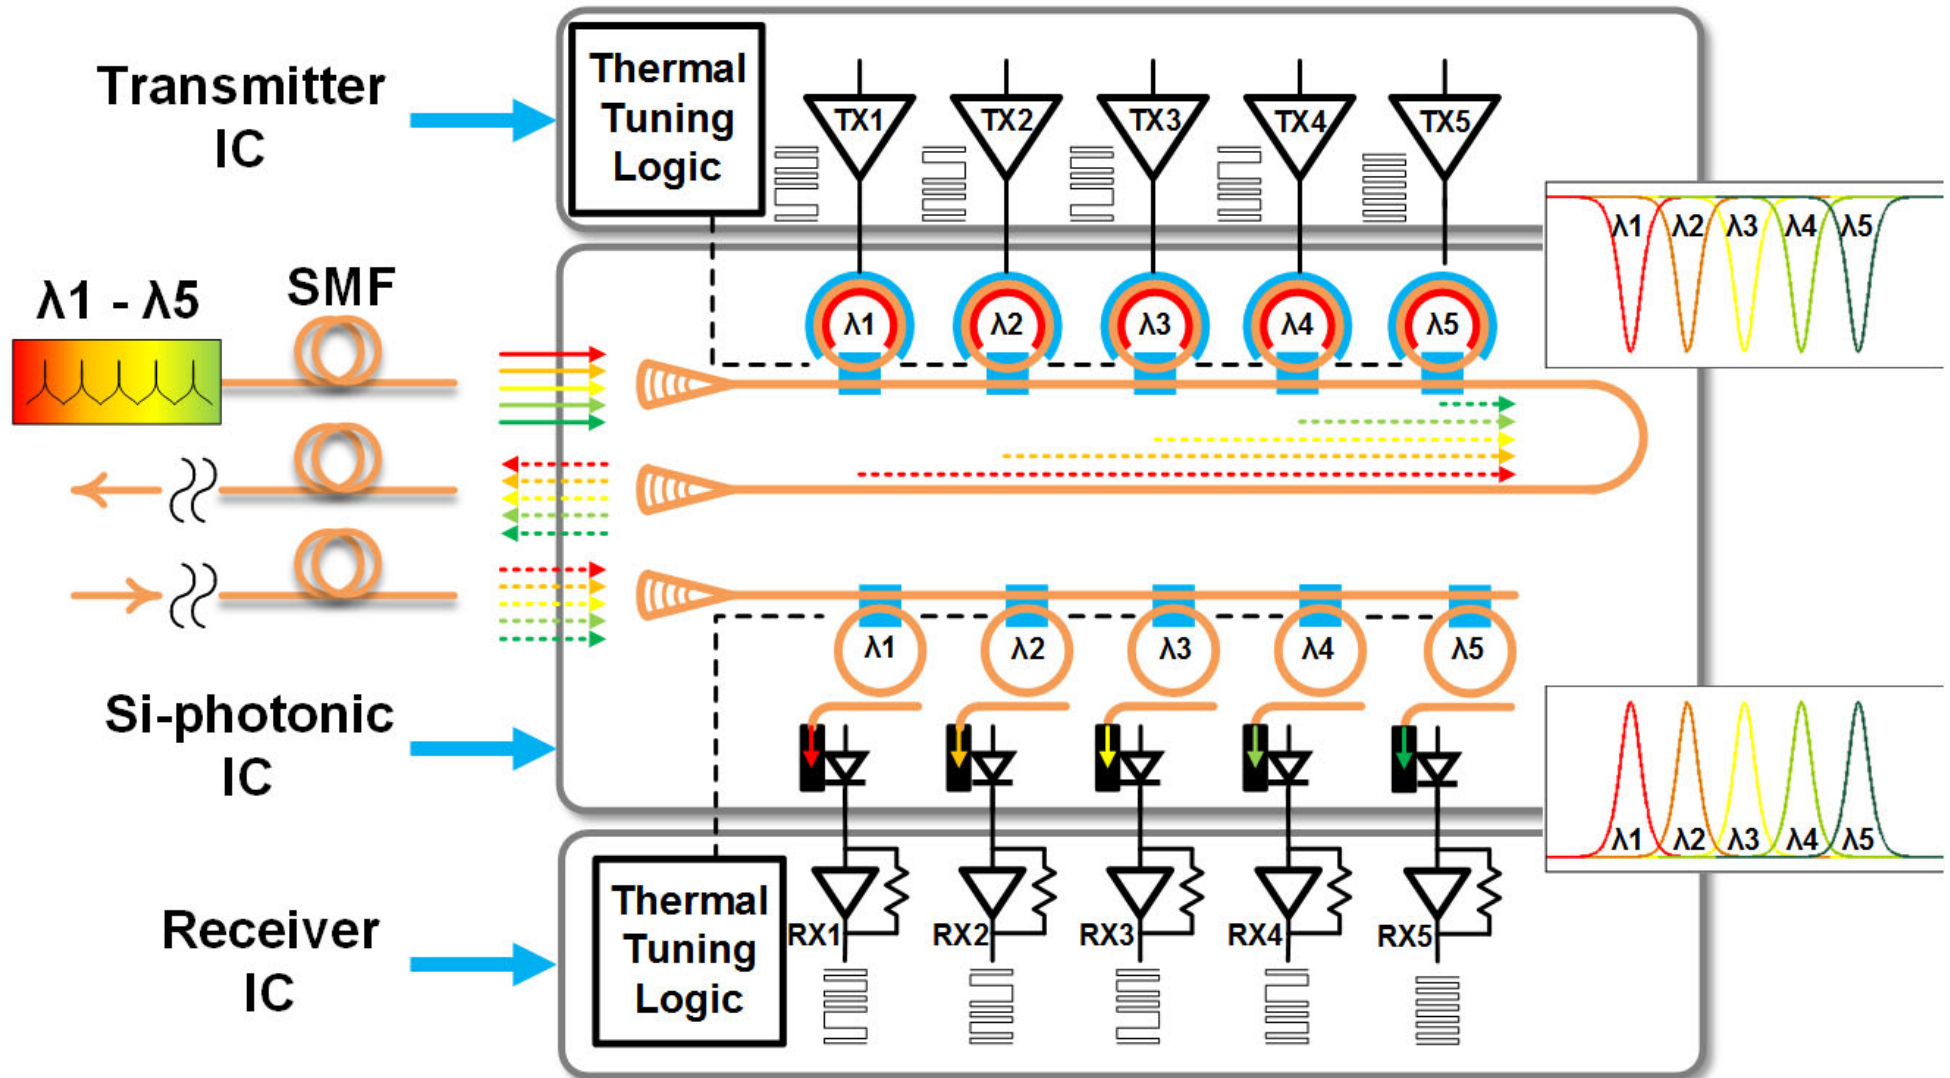 Transmitter
IC
Thermal
Tuning
Logic
TX1 TX2 TX3 TX4 TX5
λ1 λ2 λ3 λ4 λ5
λ1 - λ5
SMF
λ1 λ2 λ3 λ4 λ5
λ1 λ2 λ3 λ4 λ5
Si-photonic
IC
λ1 λ2 λ3 λ4 λ5
Receiver
IC
Thermal
Tuning
Logic
RX1 RX2 RX3 RX4 RX5